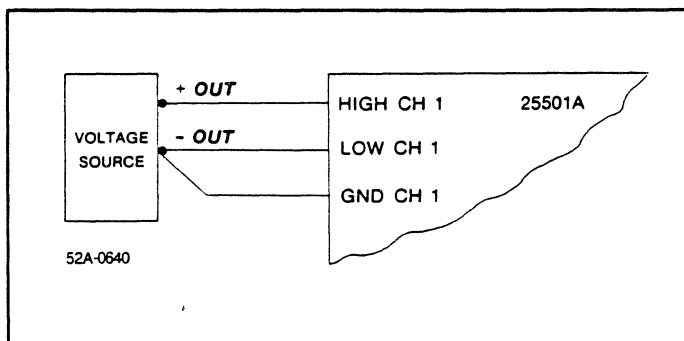 + OUT
HIGH CH 1
25501A
VOLTAGE
SOURCE
- OUT
LOW CH 1
GND CH 1
52A-0640